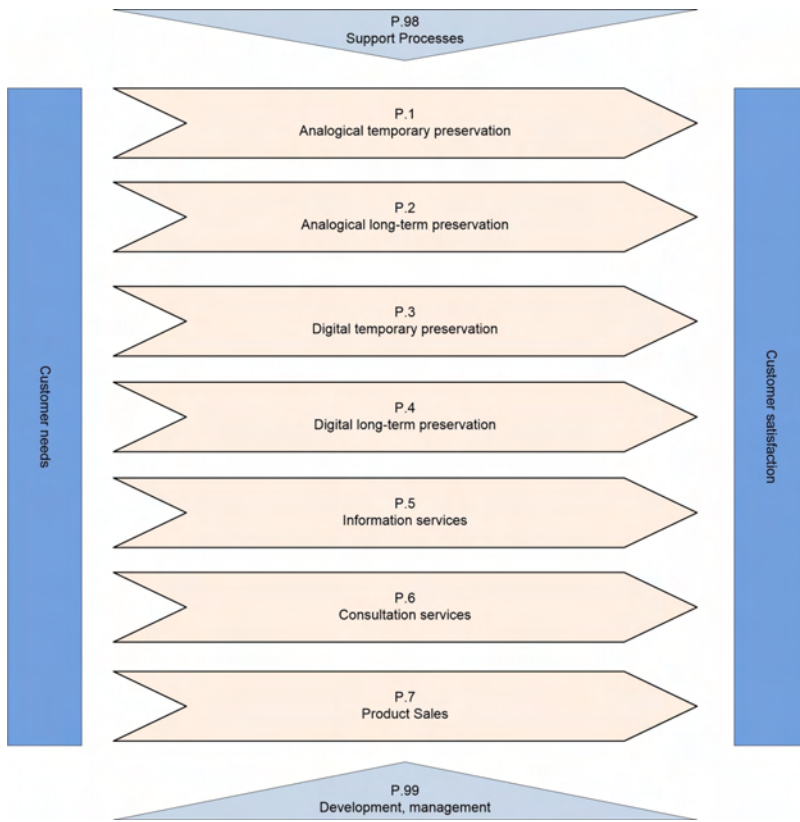 P.98
Support Processes
Customer needs
P.1
Analogical temporary preservation
P.2
Analogical long-term preservation
P.3
Digital temporary preservation
P.4
Digital long-term preservation
P.5
Information services
P.6
Consultation services
P.7
Product Sales
Customer satisfaction
P.99
Development, management